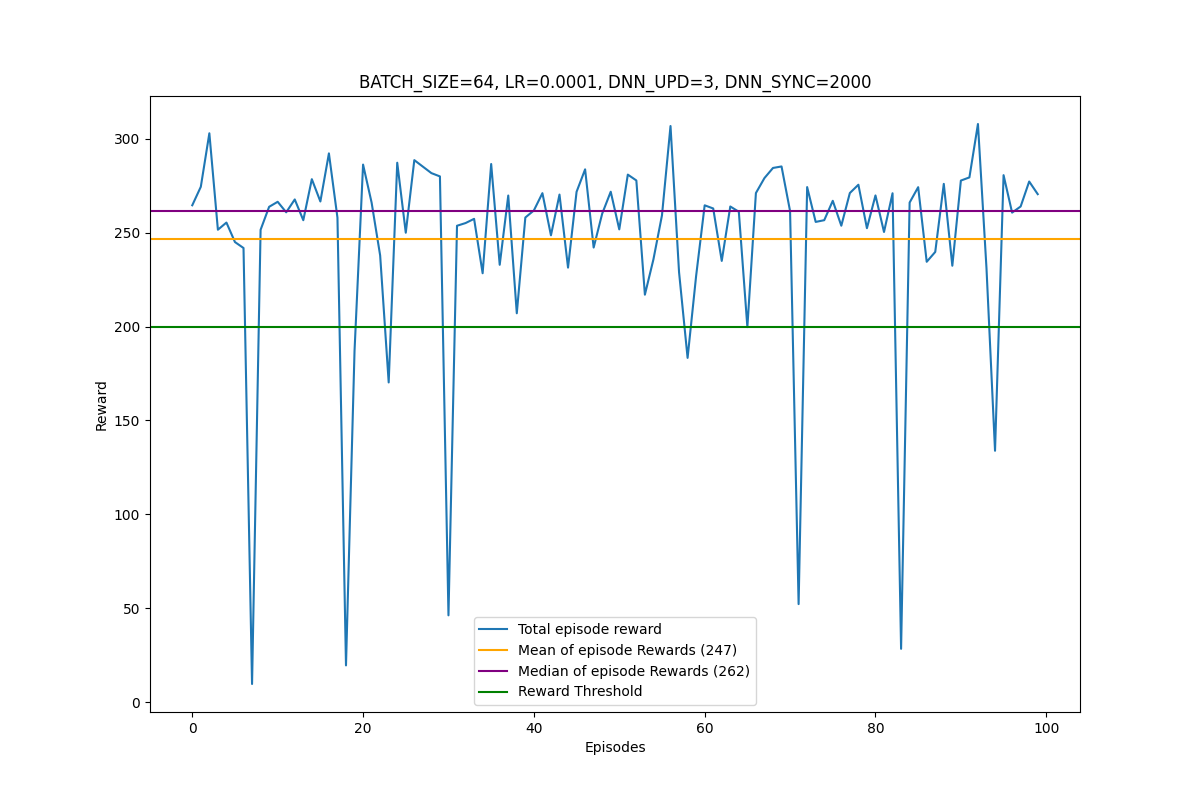 BATCH_SIZE=64, LR=0.0001, DNN_UPD=3, DNN_SYNC=2000
300
250
200
150
100
50
0
Reward
Total episode reward
Mean of episode Rewards (247)
Median of episode Rewards (262)
Reward Threshold
0 20 40 60 80 100
Episodes